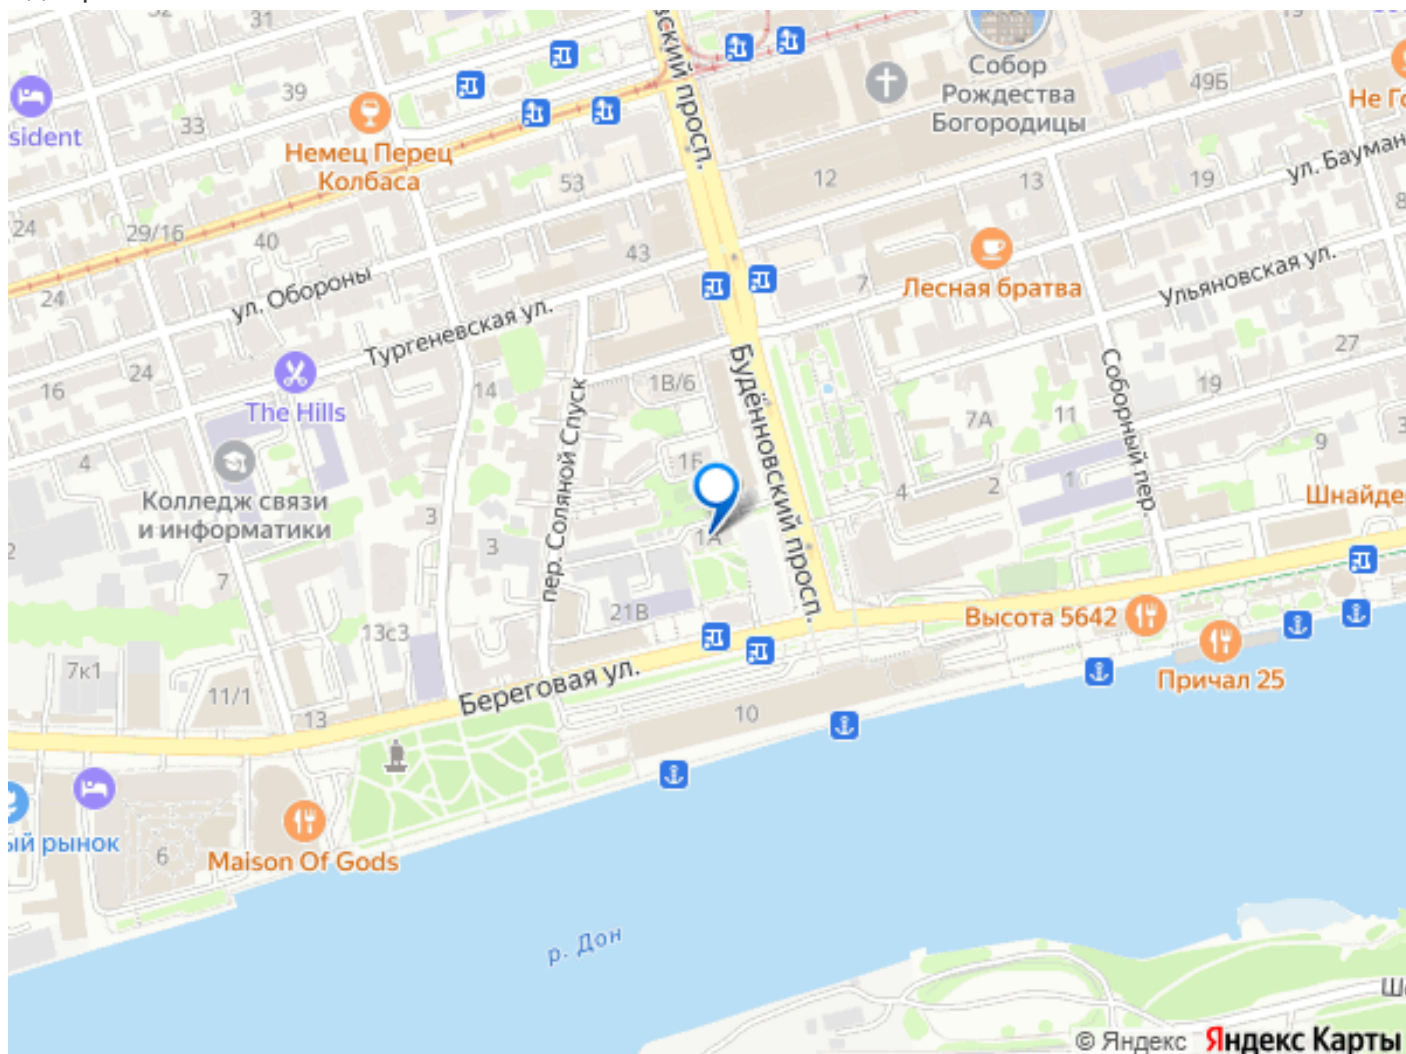 31
39
33
sident
Немец Перец
Колбаса
вский просп.
Собор
Рождества
Богородицы
49Б
Не Го
ул. Бауман
53
12
13
19
24
29/16
40
43
24
ул. Обороны
Тургеневская ул.
7
Лесная братва
Ульяновская ул.
27
16
24
The Hills
14
1В/6
Будённовский просп.
Соборный пер.
19
7А
11
9
4
Колледж связи
и информатики
пер. Соляной Спуск
1Б
1А
4
2
1
Шнайде
3
3
2
7
13с3
21В
Высота 5642
Причал 25
7к1
11/1
13
Береговая ул.
10
ый рынок
6
Maison Of Gods
р. Дон
© Яндекс Яндекс Карты